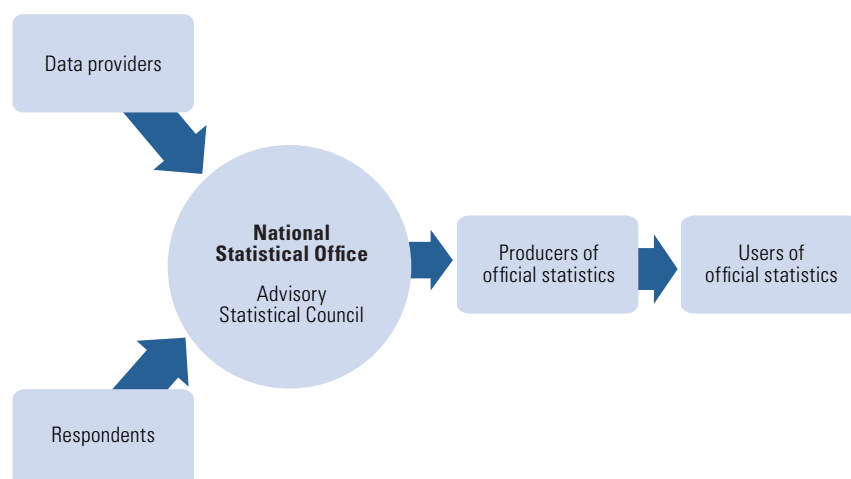 Data providers
National
Statistical Office
Advisory
Statistical Council
Producers of
official statistics
Users of
official statistics
Respondents